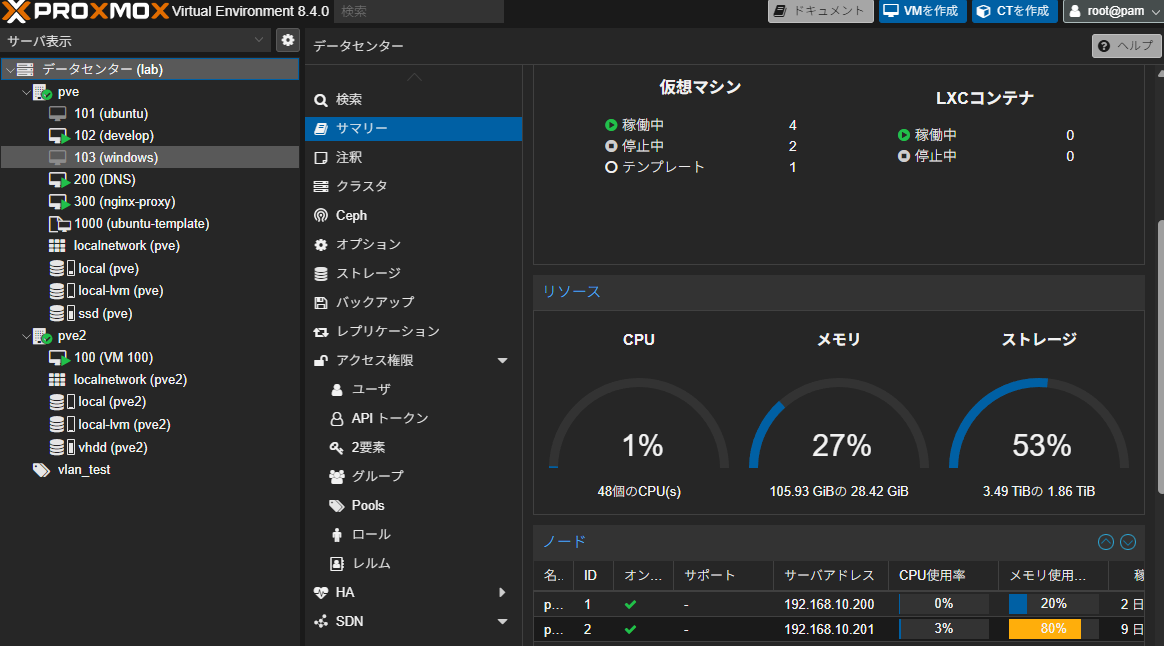 PROXMOX Virtual Environment 8.4.0 検索 ドキュメント VMを作成 CTを作成 root@pam
サーバ表示
データセンター
ヘルプ
データセンター (lab)
pve
101 (ubuntu)
102 (develop)
103 (windows)
200 (DNS)
300 (nginx-proxy)
1000 (ubuntu-template)
localnetwork (pve)
local (pve)
local-lvm (pve)
ssd (pve)
pve2
100 (VM 100)
localnetwork (pve2)
local (pve2)
local-lvm (pve2)
vhdd (pve2)
vlan_test
検索
サマリー
注釈
クラスタ
Ceph
オプション
ストレージ
バックアップ
レプリケーション
アクセス権限
ユーザ
API トークン
2要素
グループ
Pools
ロール
レルム
HA
SDN
仮想マシン
稼働中 4
停止中 2
テンプレート 1
LXCコンテナ
稼働中 0
停止中 0
リソース
CPU
1%
48個のCPU(s)
メモリ
27%
105.93 GiBの 28.42 GiB
ストレージ
53%
3.49 TiBの 1.86 TiB
ノード
名.. ID オン... サポート サーバアドレス CPU使用率 メモリ使用... 稼
p... 1 - 192.168.10.200 0% 20% 2 日
p... 2 - 192.168.10.201 3% 80% 9 日